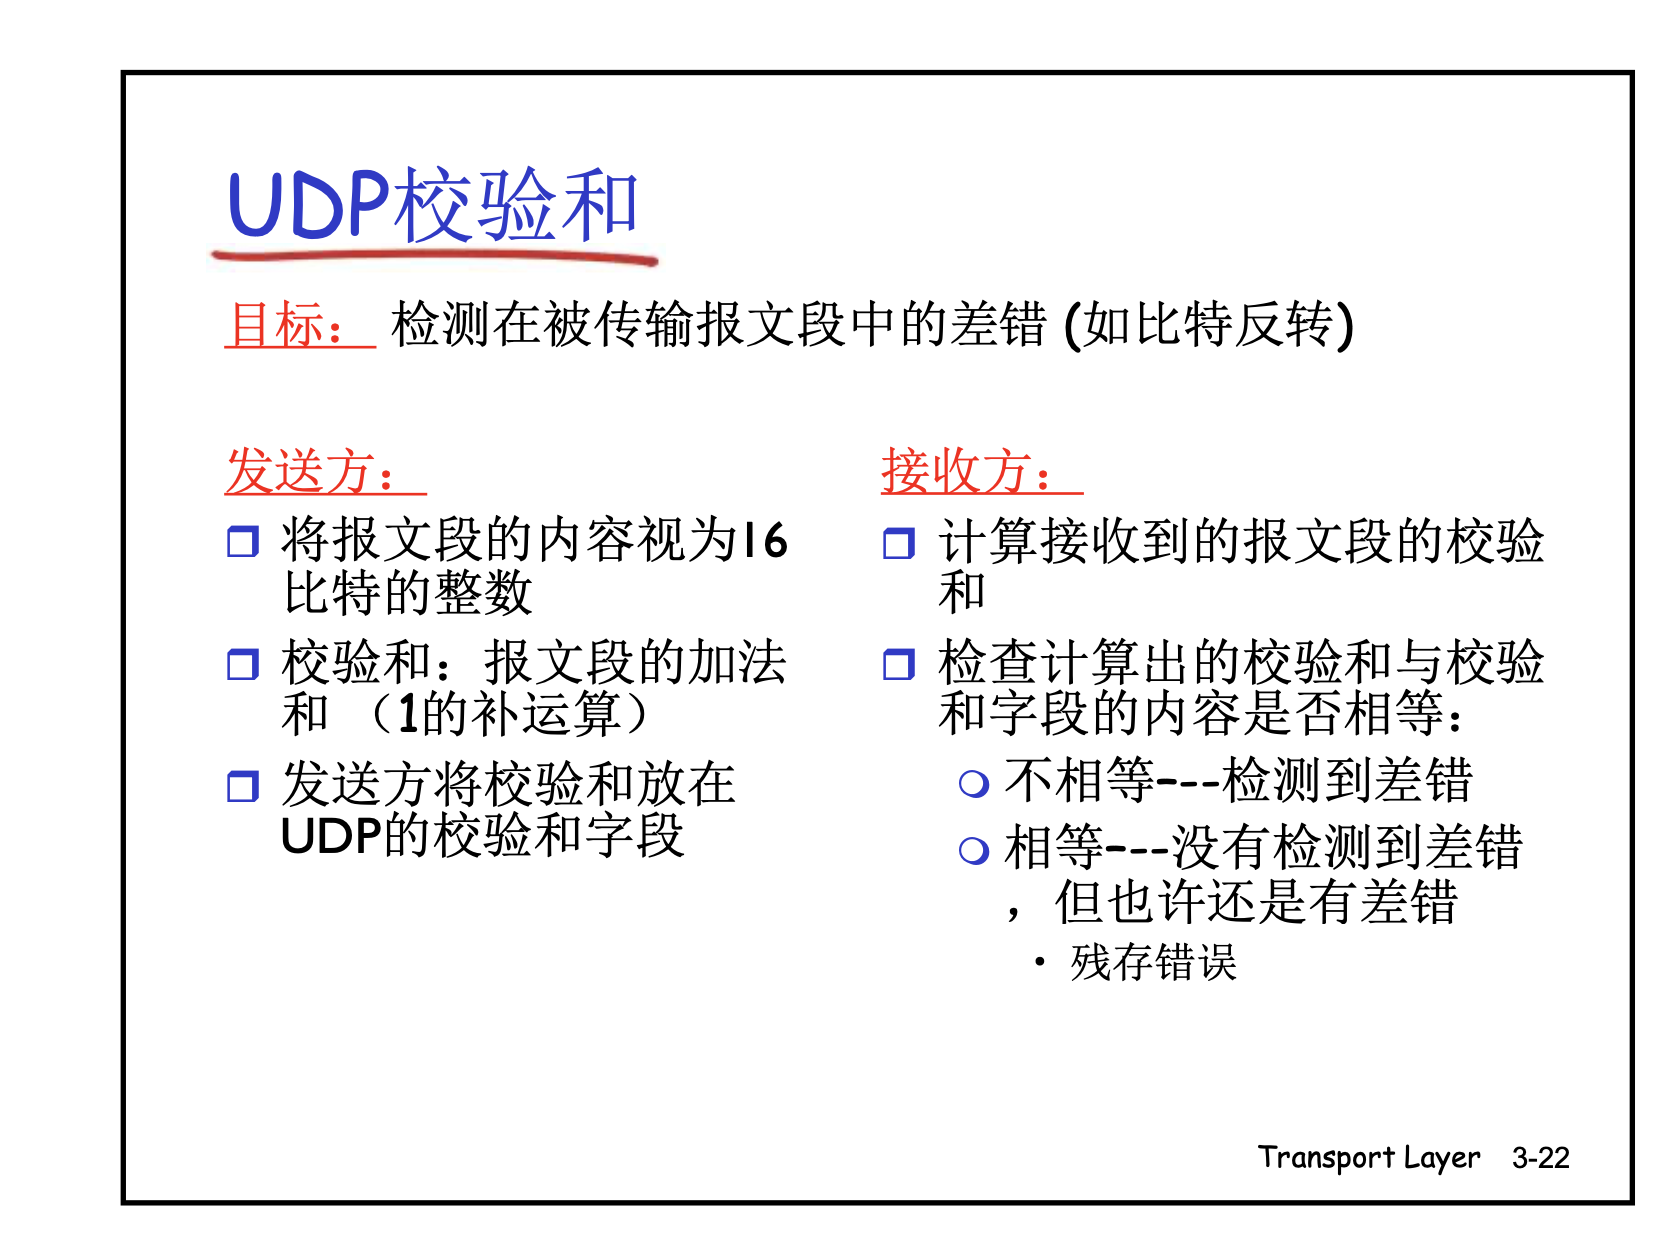 UDP校验和
目标： 检测在被传输报文段中的差错 (如比特反转)
发送方：
将报文段的内容视为16
比特的整数
校验和：报文段的加法
和 （1的补运算）
发送方将校验和放在
UDP的校验和字段
接收方：
计算接收到的报文段的校验
和
检查计算出的校验和与校验
和字段的内容是否相等：
不相等---检测到差错
相等---没有检测到差错
，但也许还是有差错
• 残存错误
Transport Layer 3-22